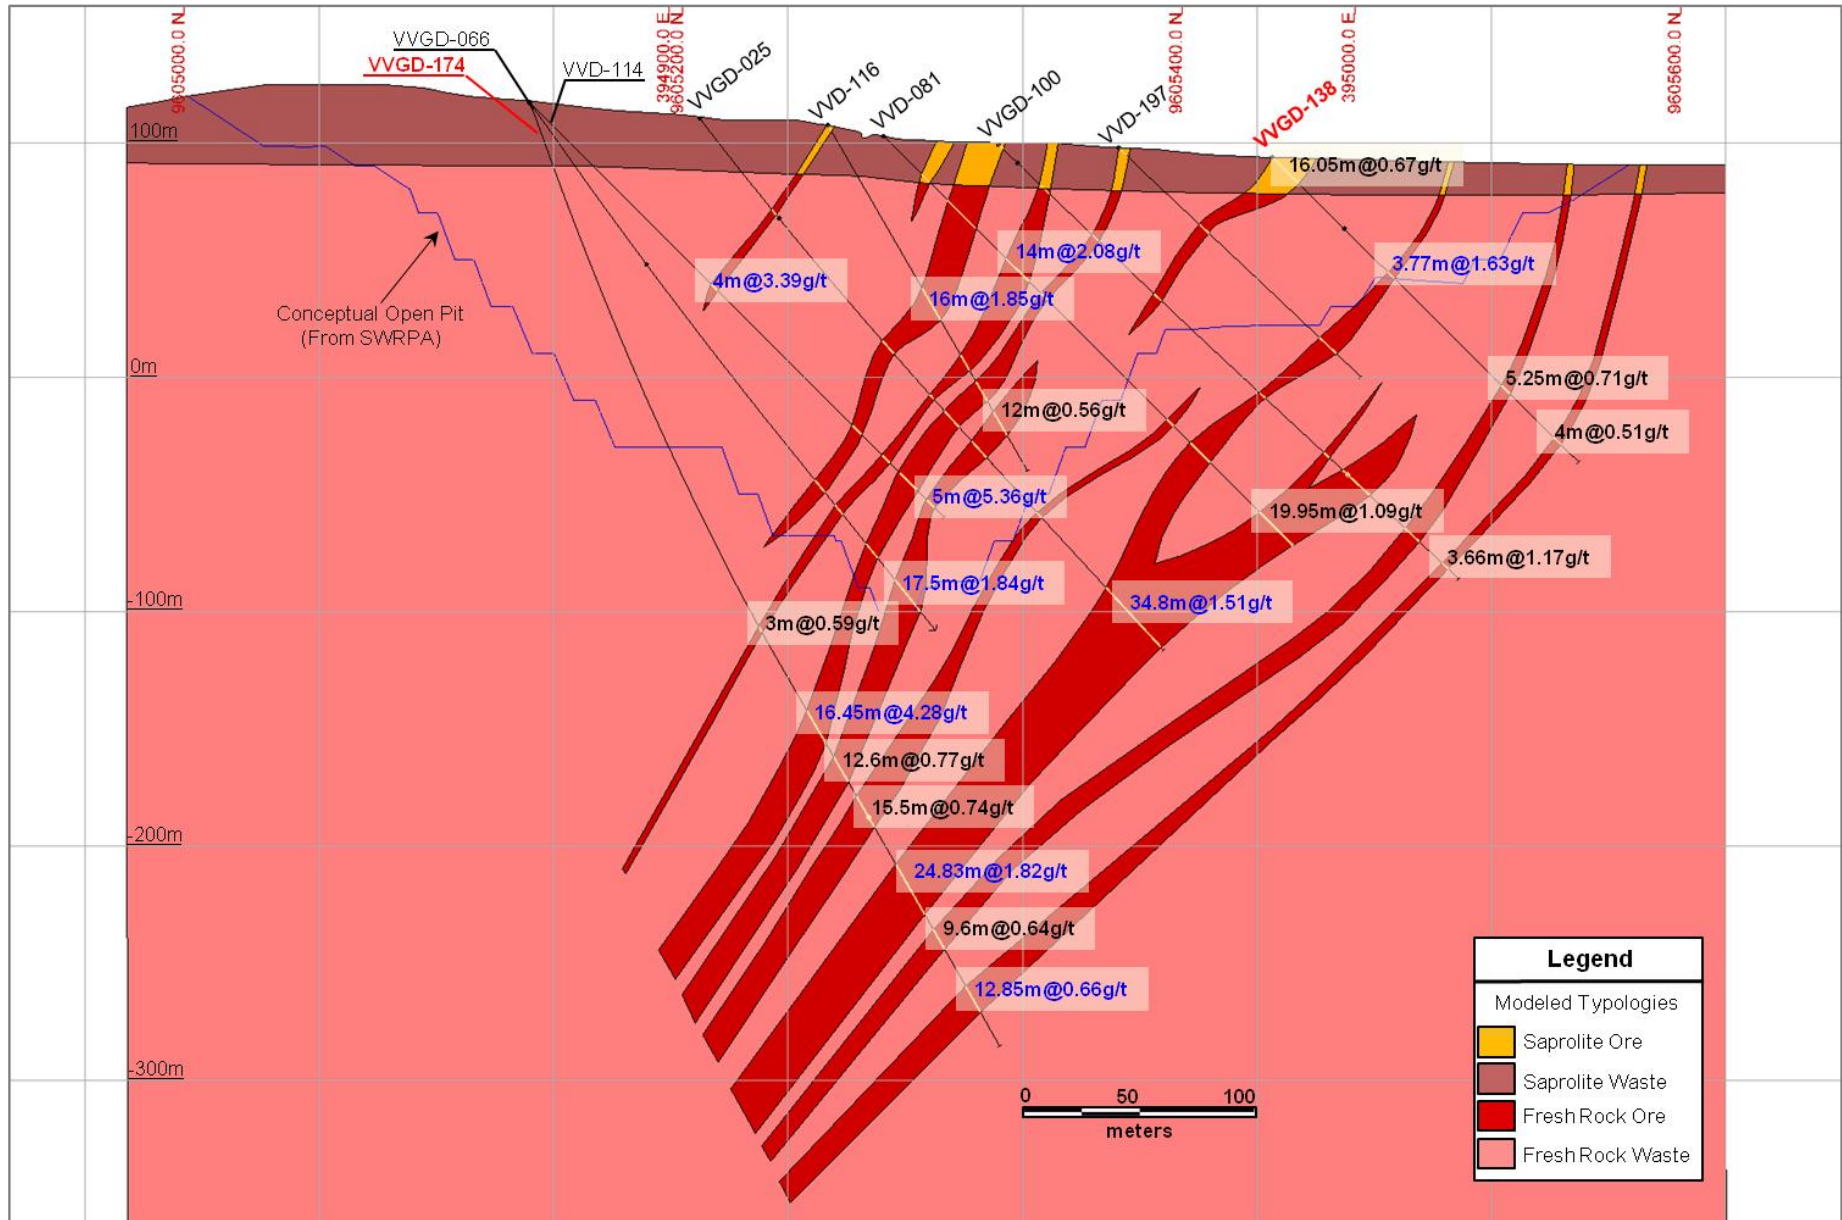 9605000.0 N
394900.0 E
9605200.0 N
9605400.0 N
395000.0 E
9605600.0 N
VVGD-066
VVGD-174
VVD-114
VVGD-025
VVD-116
VVD-081
VVGD-100
VVD-197
VVGD-138
100m
16.05m@0.67g/t
14m@2.08g/t
3.77m@1.63g/t
4m@3.39g/t
16m@1.85g/t
Conceptual Open Pit
(From SWRPA)
0m
5.25m@0.71g/t
12m@0.56g/t
4m@0.51g/t
5m@5.36g/t
19.95m@1.09g/t
3.66m@1.17g/t
17.5m@1.84g/t
-100m
34.8m@1.51g/t
3m@0.59g/t
16.45m@4.28g/t
12.6m@0.77g/t
15.5m@0.74g/t
-200m
24.83m@1.82g/t
9.6m@0.64g/t
12.85m@0.66g/t
-300m
0 50 100
meters
Legend
Modeled Typologies
Saprolite Ore
Saprolite Waste
Fresh Rock Ore
Fresh Rock Waste